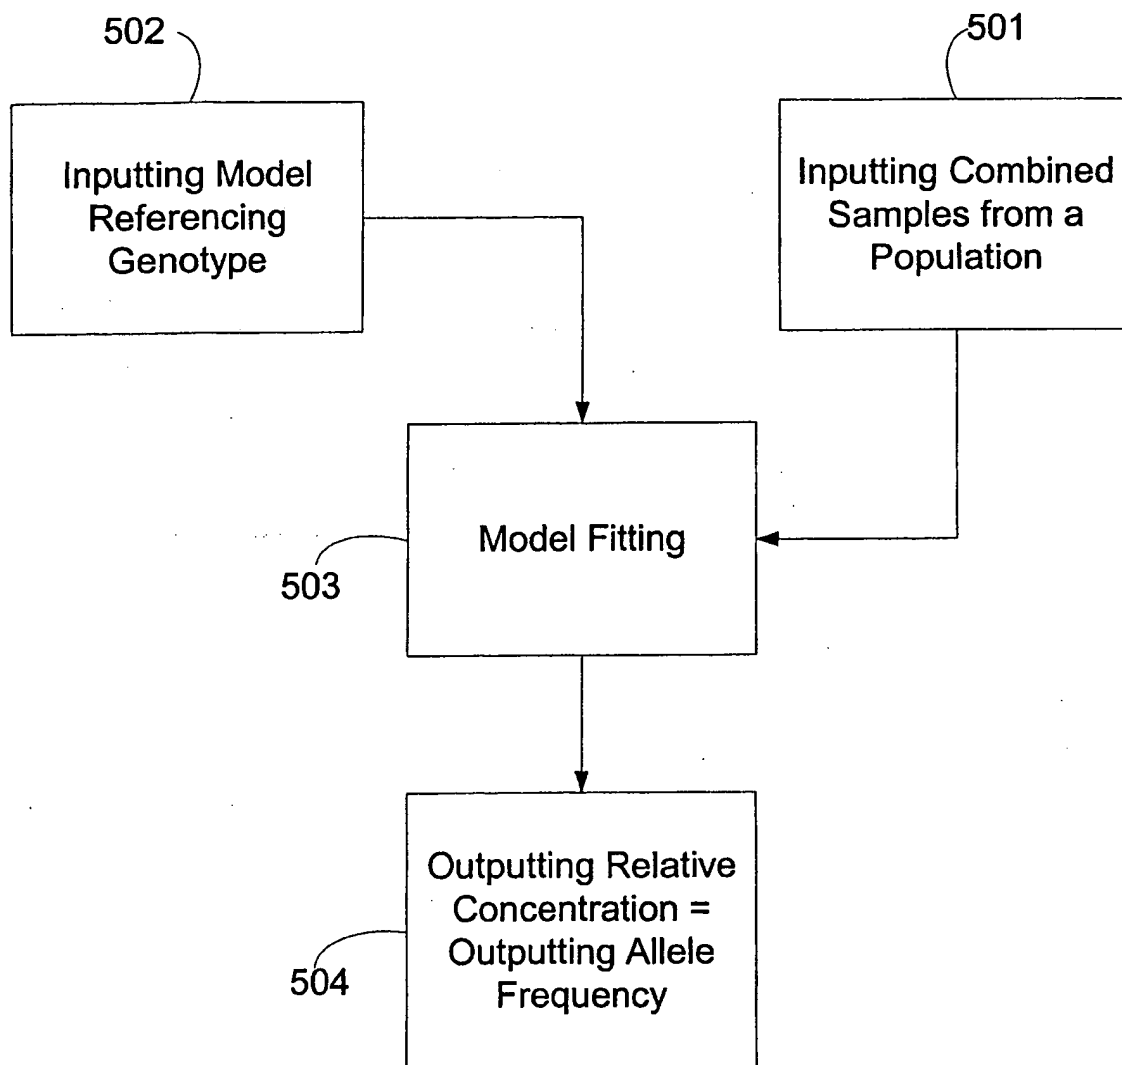 502
501
Inputting Model
Referencing
Genotype
Inputting Combined
Samples from a
Population
Model Fitting
503
Outputting Relative
Concentration =
Outputting Allele
Frequency
504